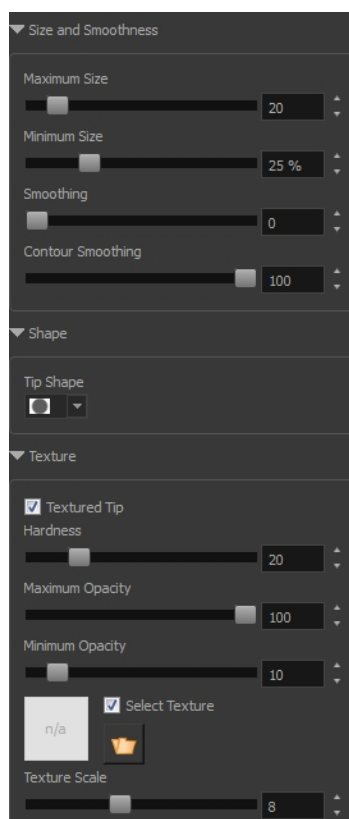 Size and Smoothness
Maximum Size
20
Minimum Size
25 %
Smoothing
0
Contour Smoothing
100
Shape
Tip Shape
Texture
Textured Tip
Hardness
20
Maximum Opacity
100
Minimum Opacity
10
n/a
Select Texture
Texture Scale
8